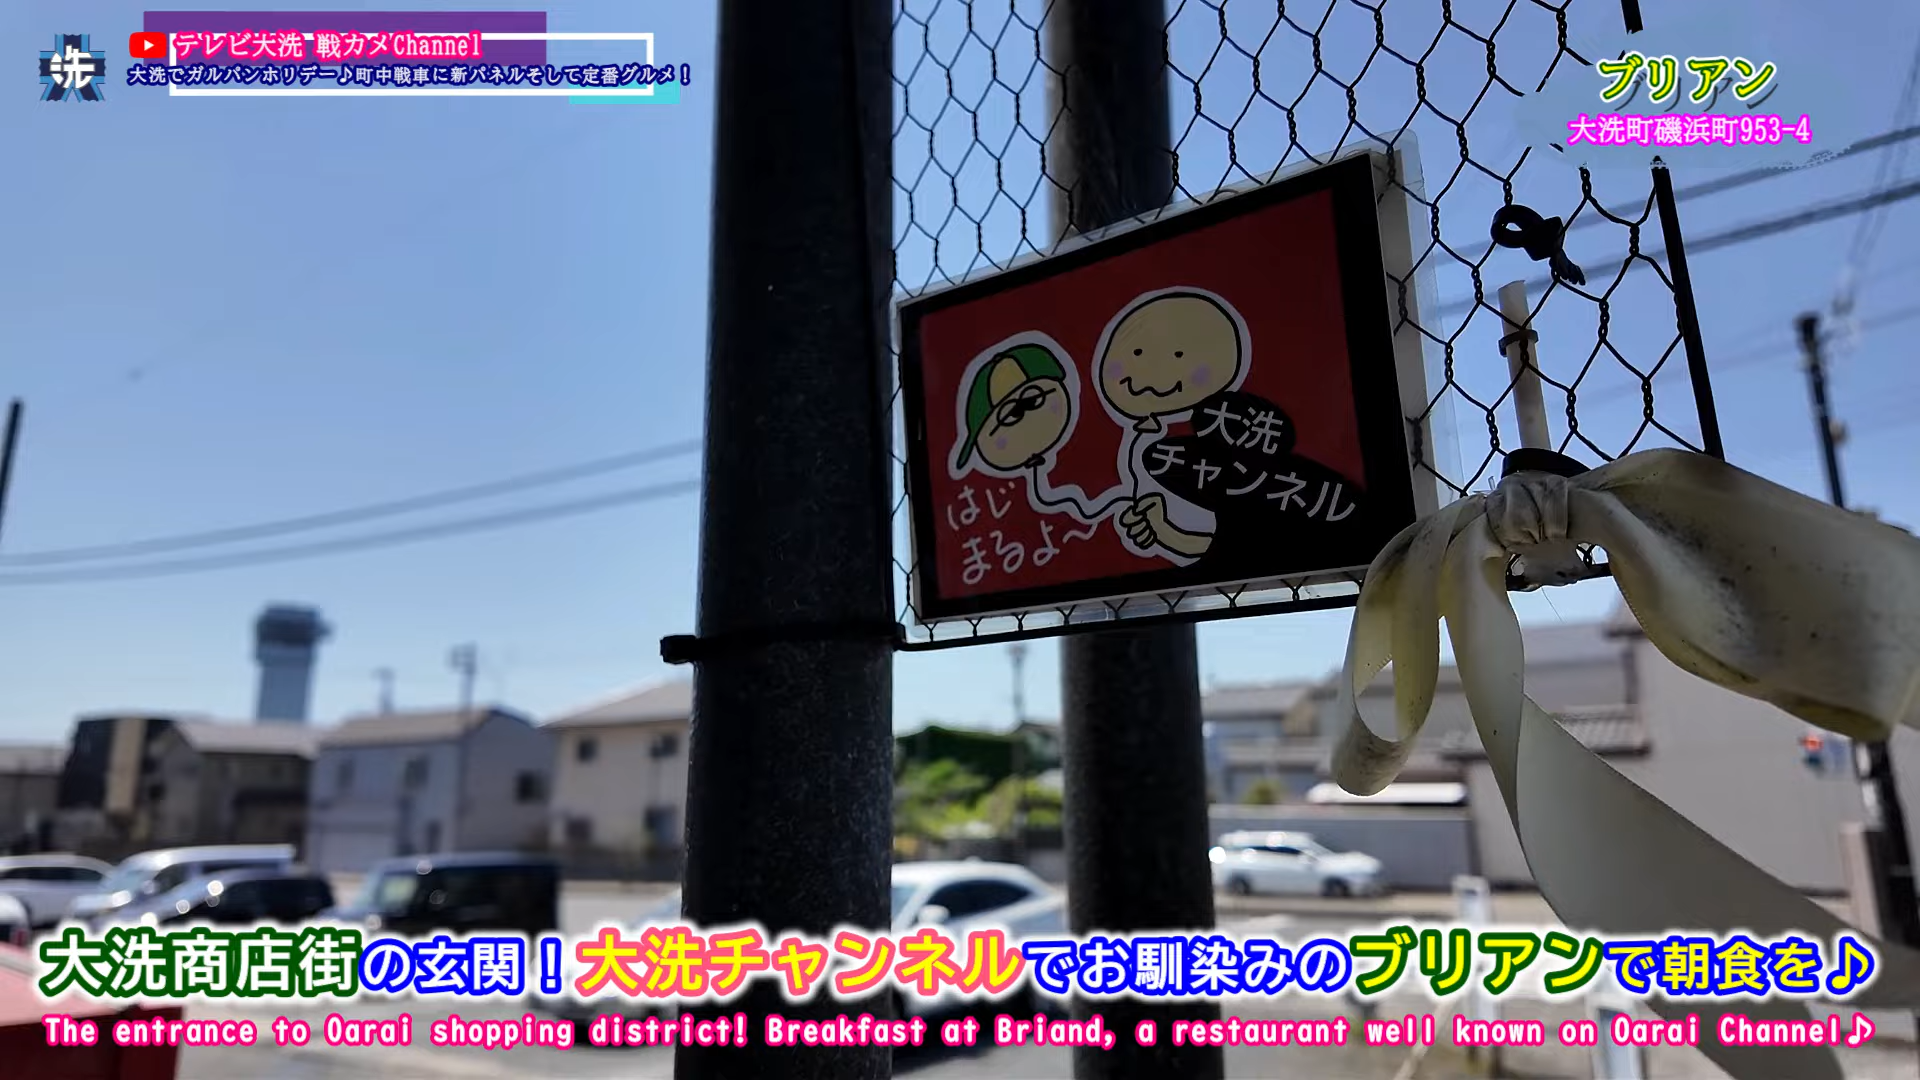 洗
テレビ大洗 戦カメChannel
大洗でガルパンホリデー♪町中戦車に新パネルそして定番グルメ！
ブリアン
大洗町磯浜町953-4
大洗
チャンネル
はじ
まるよ～
大洗商店街の玄関！大洗チャンネルでお馴染みのブリアンで朝食を♪
The entrance to Oarai shopping district! Breakfast at Briand, a restaurant well known on Oarai Channel♪